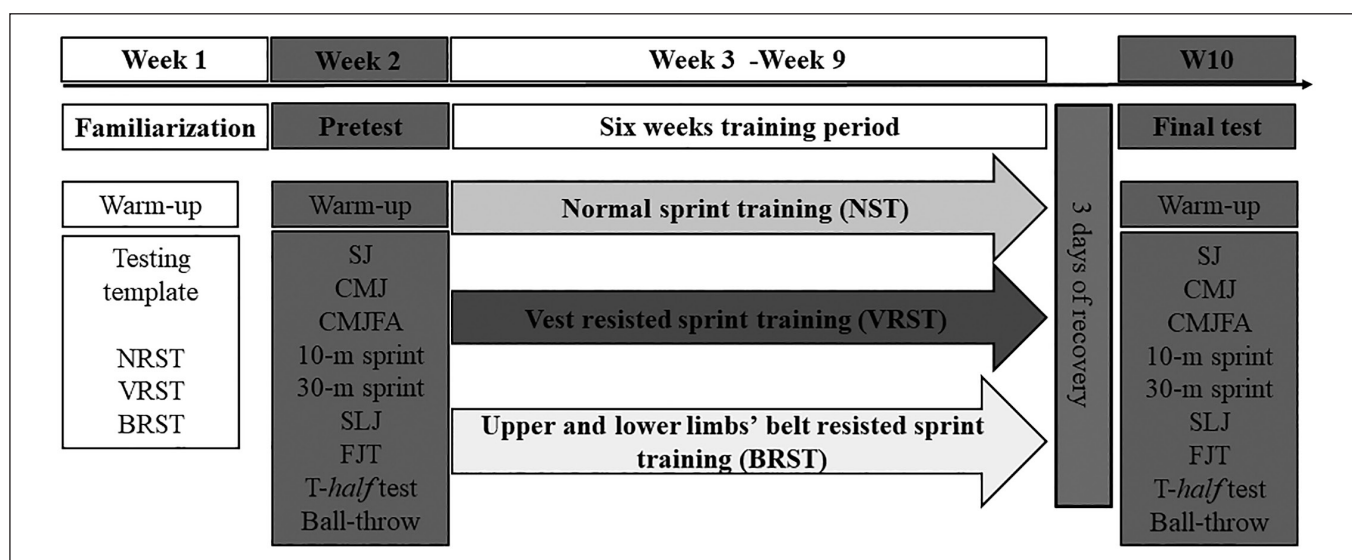 Week 1
Week 2
Week 3 -Week 9
W10
Familiarization
Pretest
Six weeks training period
Final test
Warm-up
Testing
template
NRST
VRST
BRST
Warm-up
SJ
CMJ
CMJFA
10-m sprint
30-m sprint
SLJ
FJT
T-half test
Ball-throw
Normal sprint training (NST)
Vest resisted sprint training (VRST)
Upper and lower limbs’ belt resisted sprint
training (BRST)
3 days of recovery
Warm-up
SJ
CMJ
CMJFA
10-m sprint
30-m sprint
SLJ
FJT
T-half test
Ball-throw